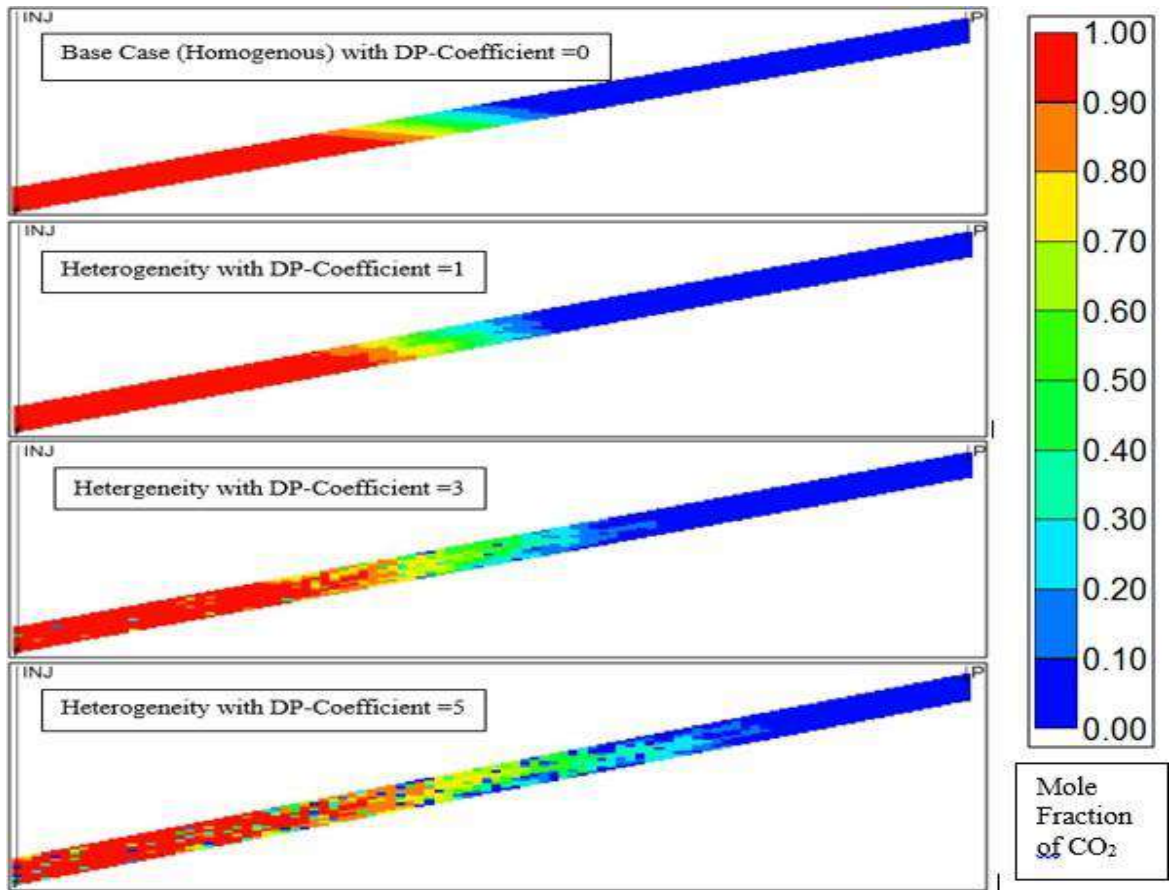 INJ
P
Base Case (Homogenous) with DP-Coefficient =0
INJ
P
Heterogeneity with DP-Coefficient =1
INJ
P
Hetergeneity with DP-Coefficient =3
INJ
P
Heterogeneity with DP-Coefficient =5
1.00
0.90
0.80
0.70
0.60
0.50
0.40
0.30
0.20
0.10
0.00
Mole
Fraction
of CO₂